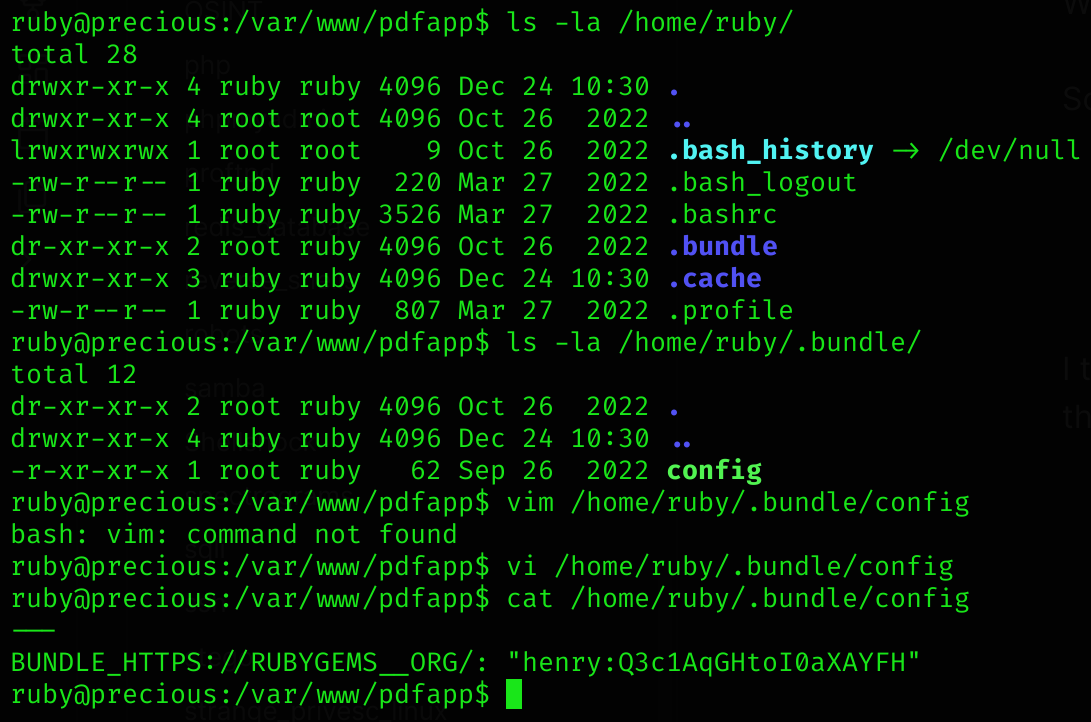 ruby@precious:/var/www/pdfapp$ ls -la /home/ruby/
total 28
drwxr-xr-x 4 ruby ruby 4096 Dec 24 10:30 .
drwxr-xr-x 4 root root 4096 Oct 26  2022 ..
lrwxrwxrwx 1 root root    9 Oct 26  2022 .bash_history -> /dev/null
-rw-r--r-- 1 ruby ruby  220 Mar 27  2022 .bash_logout
-rw-r--r-- 1 ruby ruby 3526 Mar 27  2022 .bashrc
dr-xr-xr-x 2 root ruby 4096 Oct 26  2022 .bundle
drwxr-xr-x 3 ruby ruby 4096 Dec 24 10:30 .cache
-rw-r--r-- 1 ruby ruby  807 Mar 27  2022 .profile
ruby@precious:/var/www/pdfapp$ ls -la /home/ruby/.bundle/
total 12
dr-xr-xr-x 2 root ruby 4096 Oct 26  2022 .
drwxr-xr-x 4 ruby ruby 4096 Dec 24 10:30 ..
-r-xr-xr-x 1 root ruby   62 Sep 26  2022 config
ruby@precious:/var/www/pdfapp$ vim /home/ruby/.bundle/config
bash: vim: command not found
ruby@precious:/var/www/pdfapp$ vi /home/ruby/.bundle/config
ruby@precious:/var/www/pdfapp$ cat /home/ruby/.bundle/config
---
BUNDLE_HTTPS://RUBYGEMS__ORG/: "henry:Q3c1AqGHtoI0aXAYFH"
ruby@precious:/var/www/pdfapp$